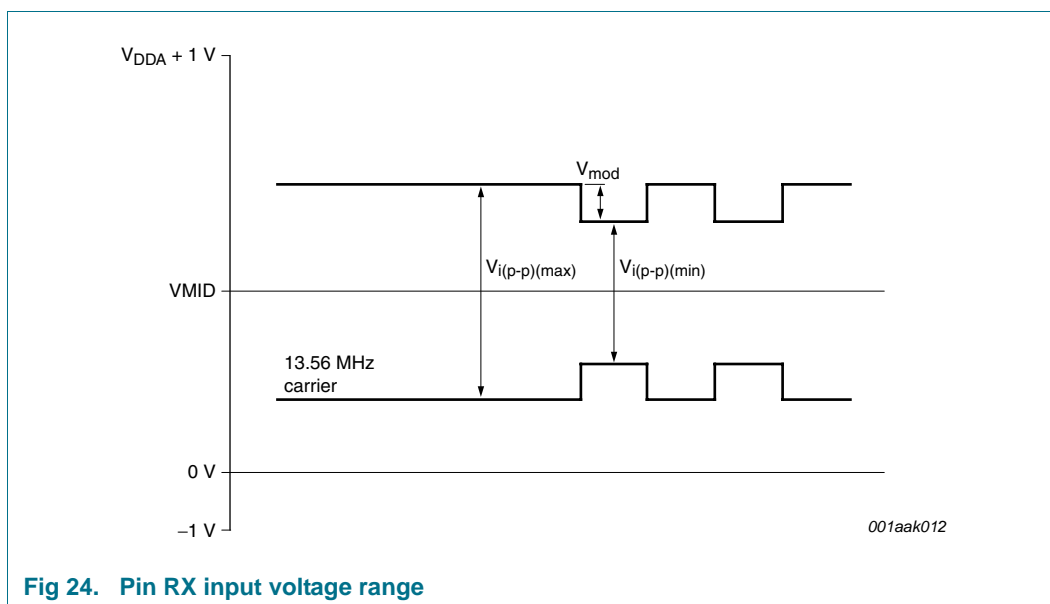 VDDA + 1 V
Vmod
Vi(p-p)(max)
Vi(p-p)(min)
VMID
13.56 MHz
carrier
0 V
−1 V
001aak012
Fig 24. Pin RX input voltage range